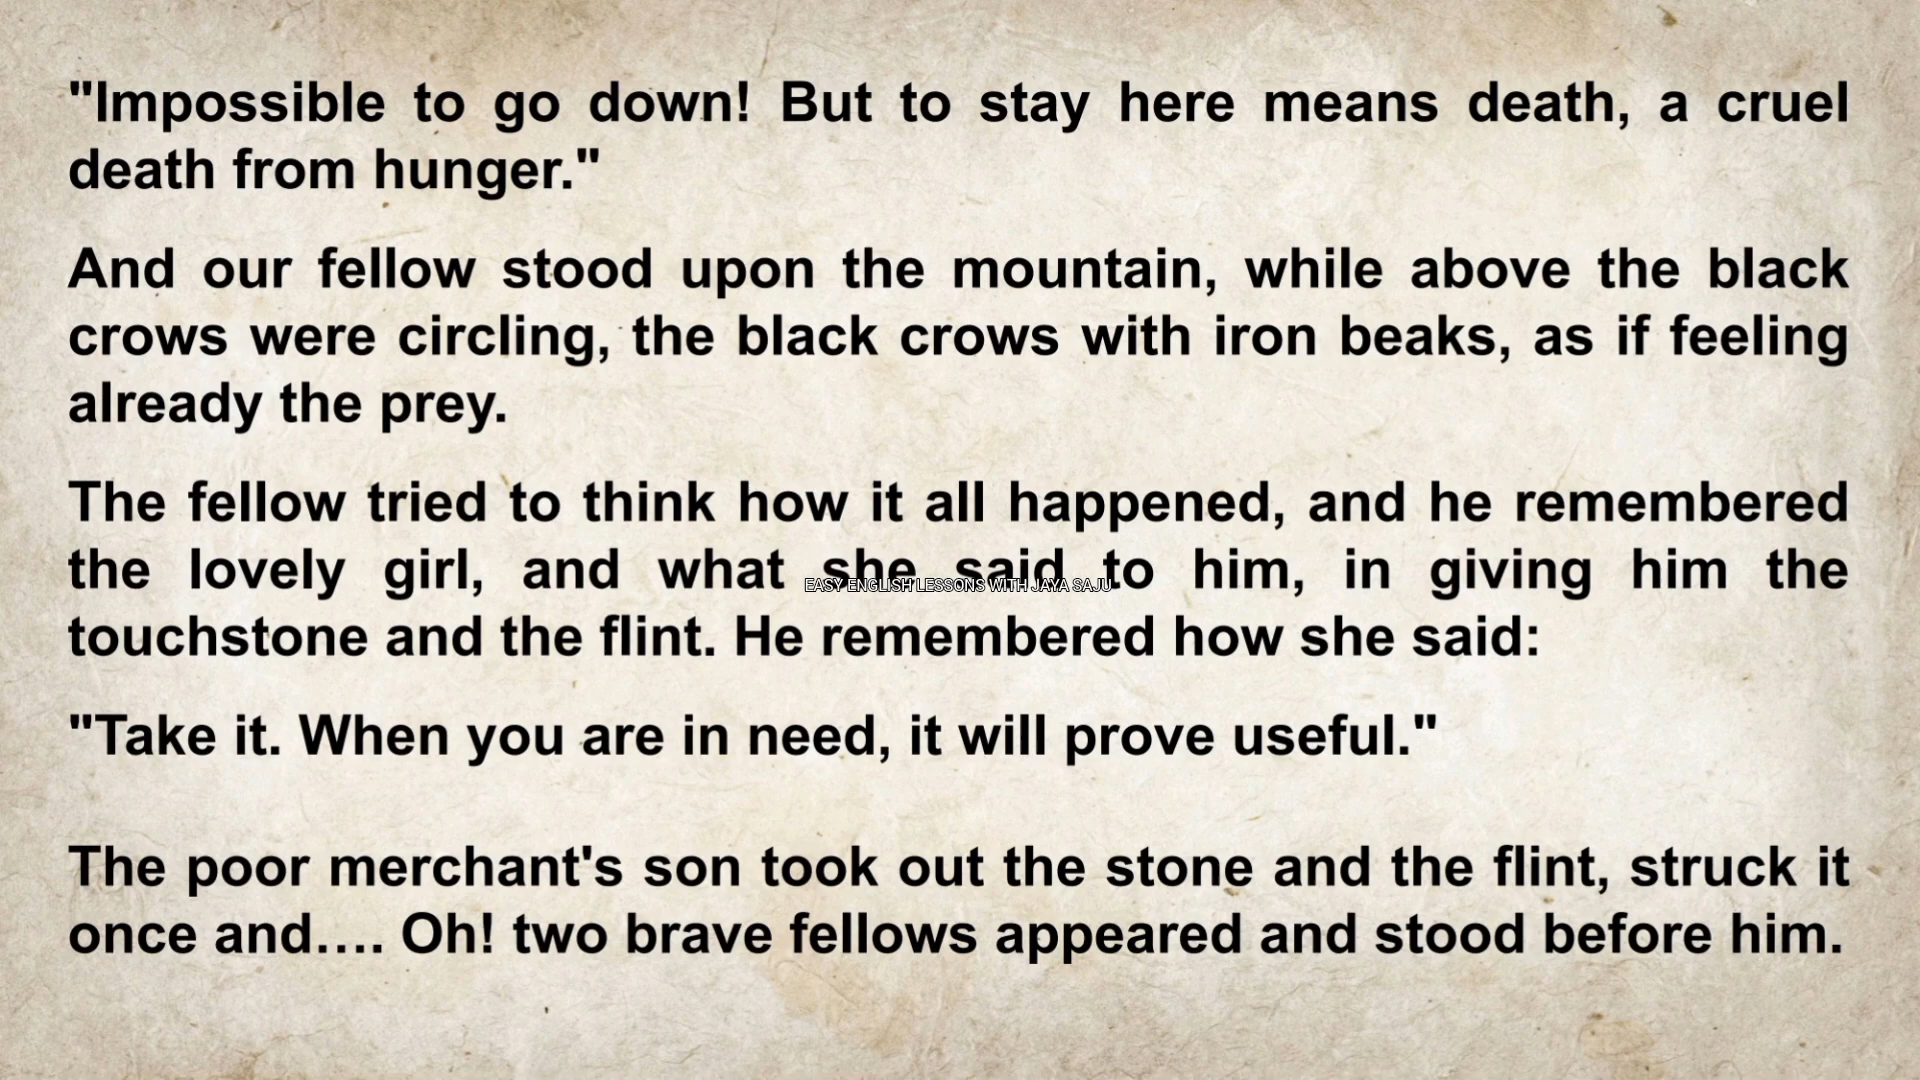 "Impossible to go down! But to stay here means death, a cruel
death from hunger."
And our fellow stood upon the mountain, while above the black
crows were circling, the black crows with iron beaks, as if feeling
already the prey.
The fellow tried to think how it all happened, and he remembered
the lovely girl, and what she said to him, in giving him the
EASY ENGLISH LESSONS WITH JAYA SAJU
touchstone and the flint. He remembered how she said:
"Take it. When you are in need, it will prove useful."
The poor merchant's son took out the stone and the flint, struck it
once and…. Oh! two brave fellows appeared and stood before him.